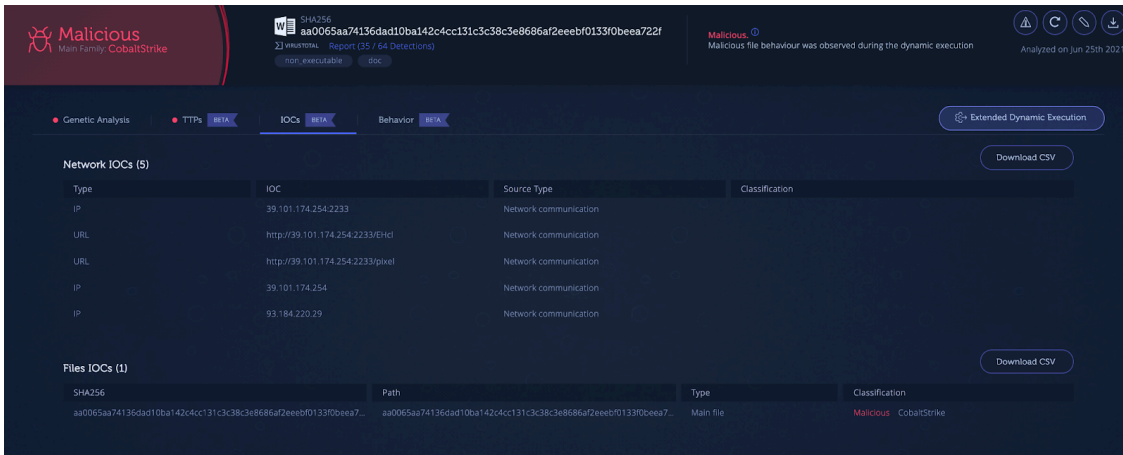 Malicious
Main Family: CobaltStrike
SHA256
aa0065aa74136dad10ba142c4cc131c3c38c3e8686af2eeebf0133f0beea722f
VIRUSTOTAL Report (35 / 64 Detections)
non_executable doc
Malicious.
Malicious file behaviour was observed during the dynamic execution
Analyzed on Jun 25th 2021
Genetic Analysis TTPs BETA IOCs BETA Behavior BETA Extended Dynamic Execution
Network IOCs (5) Download CSV
Type IOC Source Type Classification
IP 39.101.174.254:2233 Network communication
URL http://39.101.174.254:2233/EHcl Network communication
URL http://39.101.174.254:2233/pixel Network communication
IP 39.101.174.254 Network communication
IP 93.184.220.29 Network communication
Files IOCs (1) Download CSV
SHA256 Path Type Classification
aa0065aa74136dad10ba142c4cc131c3c38c3e8686af2eeebf0133f0beea7... aa0065aa74136dad10ba142c4cc131c3c38c3e8686af2eeebf0133f0beea7... Main file Malicious CobaltStrike